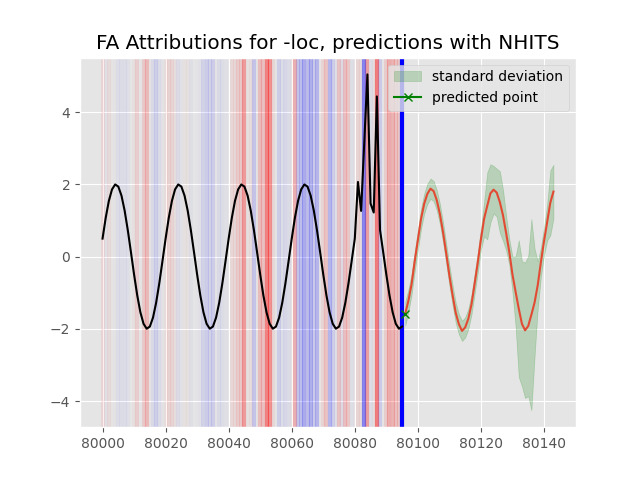 FA Attributions for -loc, predictions with NHITS
standard deviation
predicted point
4
2
0
−2
−4
80000 80020 80040 80060 80080 80100 80120 80140